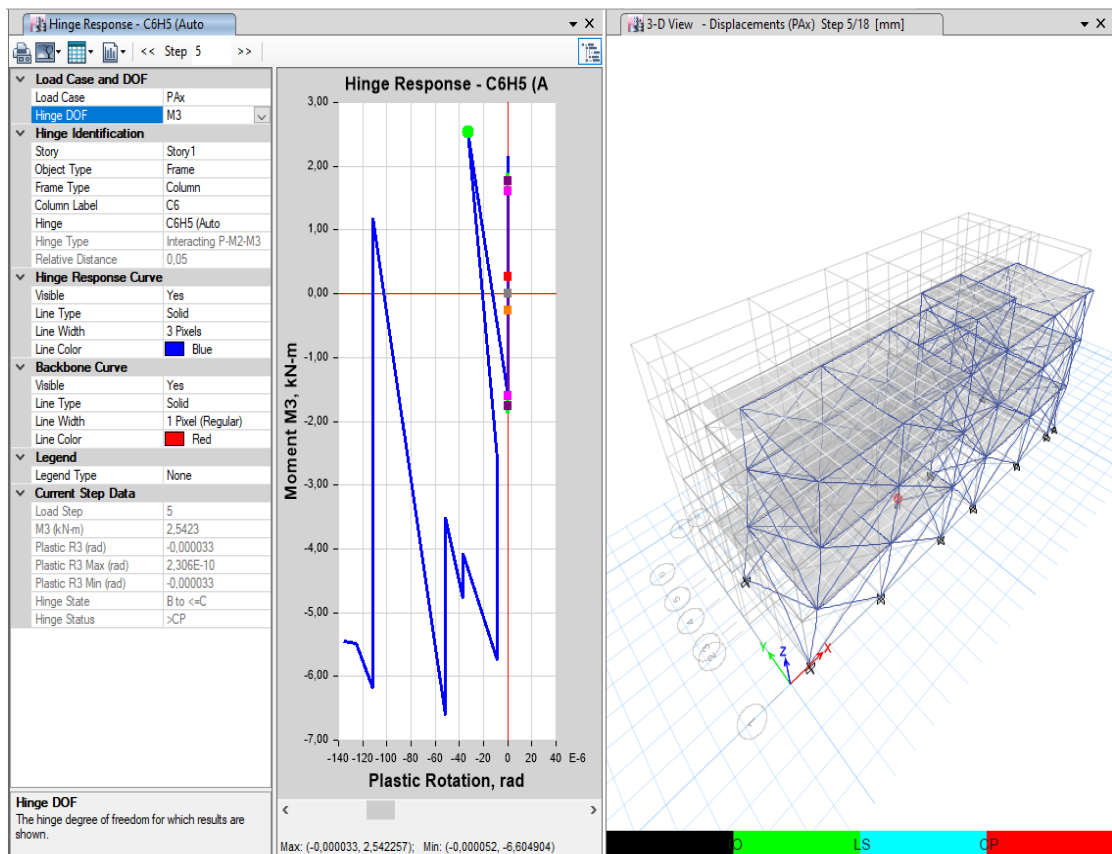 Hinge Response - C6H5 (Auto
<< Step 5 >>
Load Case and DOF
Load Case PAx
Hinge DOF M3
Hinge Identification
Story Story1
Object Type Frame
Frame Type Column
Column Label C6
Hinge C6H5 (Auto
Hinge Type Interacting P-M2-M3
Relative Distance 0,05
Hinge Response Curve
Visible Yes
Line Type Solid
Line Width 3 Pixels
Line Color Blue
Backbone Curve
Visible Yes
Line Type Solid
Line Width 1 Pixel (Regular)
Line Color Red
Legend
Legend Type None
Current Step Data
Load Step 5
M3 (kN-m) 2,5423
Plastic R3 (rad) -0,000033
Plastic R3 Max (rad) 2,306E-10
Plastic R3 Min (rad) -0,000033
Hinge State B to <=C
Hinge Status >CP
Hinge DOF
The hinge degree of freedom for which results are
shown.
Hinge Response - C6H5 (A
3,00
2,00
1,00
0,00
-1,00
-2,00
-3,00
-4,00
-5,00
-6,00
-7,00
Moment M3, kN-m
-140 -120 -100 -80 -60 -40 -20 0 20 40 E-6
Plastic Rotation, rad
Max: (-0,000033, 2,542257); Min: (-0,000052, -6,604904)
3-D View - Displacements (PAx) Step 5/18 [mm]
6
5
4
1
Y
Z
X
LS
CP